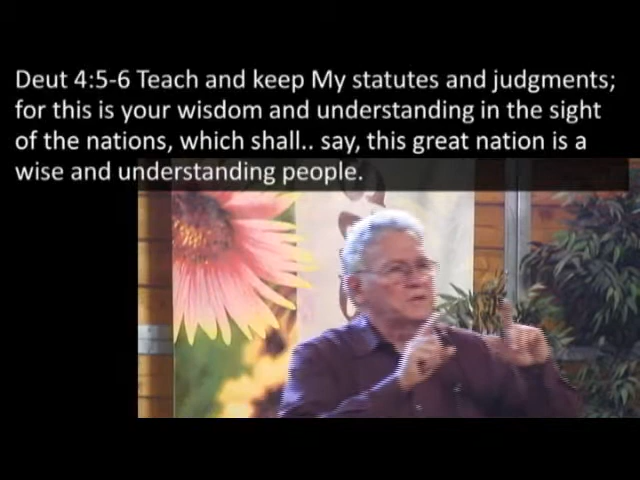 Deut 4:5-6 Teach and keep My statutes and judgments;
for this is your wisdom and understanding in the sight
of the nations, which shall.. say, this great nation is a
wise and understanding people.